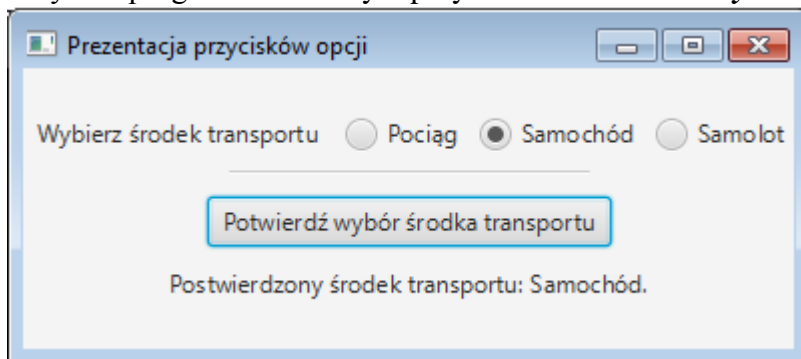 Prezentacja przycisków opcji
Wybierz środek transportu Pociąg Samochód Samolot
Potwierdź wybór środka transportu
Postwierdzony środek transportu: Samochód.